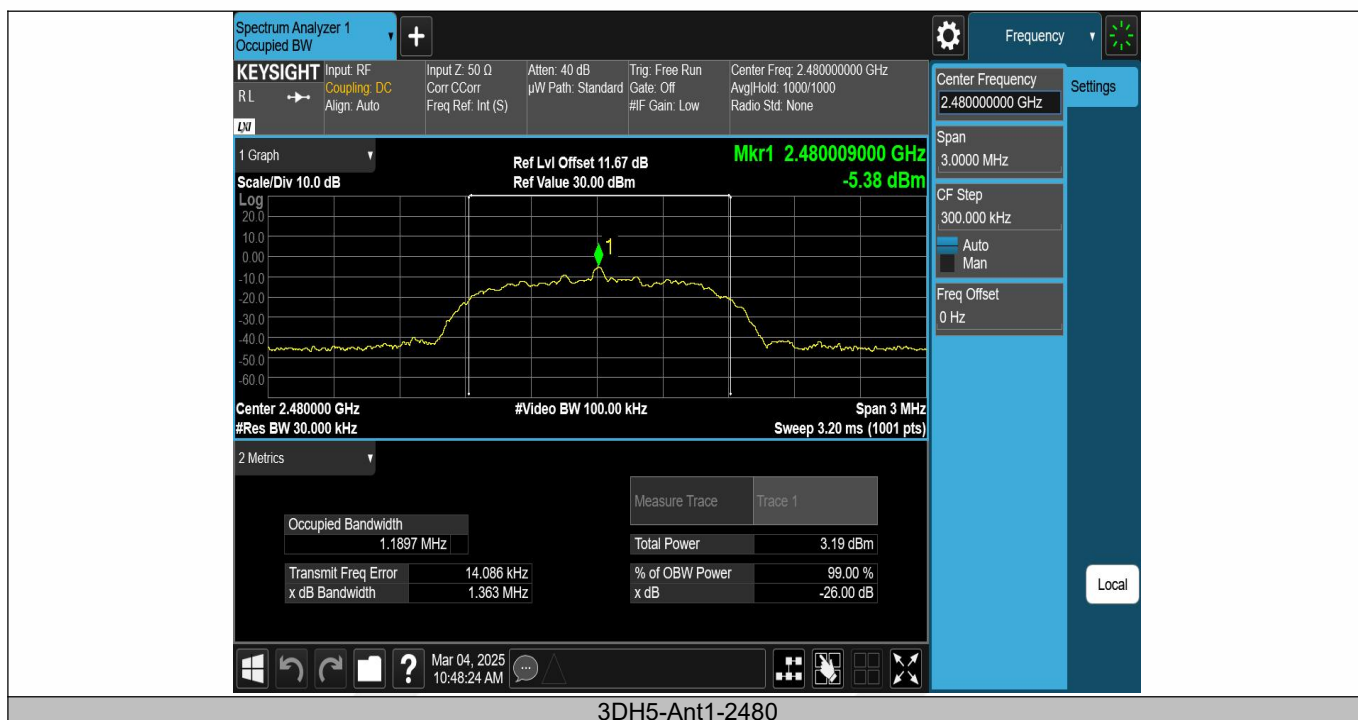 Spectrum Analyzer 1
Occupied BW
+
Frequency
KEYSIGHT
R L
LXI
Input: RF
Coupling: DC
Align: Auto
Input Z: 50 Ω
Corr CCorr
Freq Ref: Int (S)
Atten: 40 dB
µW Path: Standard
Trig: Free Run
Gate: Off
#IF Gain: Low
Center Freq: 2.480000000 GHz
Avg|Hold: 1000/1000
Radio Std: None
Center Frequency
2.480000000 GHz
Settings
Span
3.0000 MHz
CF Step
300.000 kHz
Auto
Man
Freq Offset
0 Hz
Local
1 Graph
Scale/Div 10.0 dB
Ref Lvl Offset 11.67 dB
Ref Value 30.00 dBm
Mkr1 2.480009000 GHz
-5.38 dBm
Log
20.0
10.0
0.00
-10.0
-20.0
-30.0
-40.0
-50.0
-60.0
1
Center 2.480000 GHz
#Res BW 30.000 kHz
#Video BW 100.00 kHz
Span 3 MHz
Sweep 3.20 ms (1001 pts)
2 Metrics
Measure Trace Trace 1
Occupied Bandwidth
1.1897 MHz
Total Power 3.19 dBm
Transmit Freq Error 14.086 kHz
% of OBW Power 99.00 %
x dB Bandwidth 1.363 MHz
x dB -26.00 dB
?
Mar 04, 2025
10:48:24 AM
3DH5-Ant1-2480